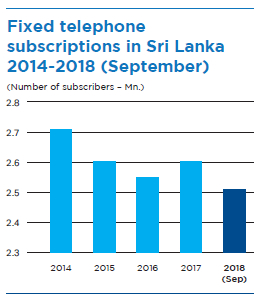 Fixed telephone
subscriptions in Sri Lanka
2014-2018 (September)
(Number of subscribers – Mn.)
2.8
2.7
2.6
2.5
2.4
2.3
2014 2015 2016 2017 2018
(Sep)